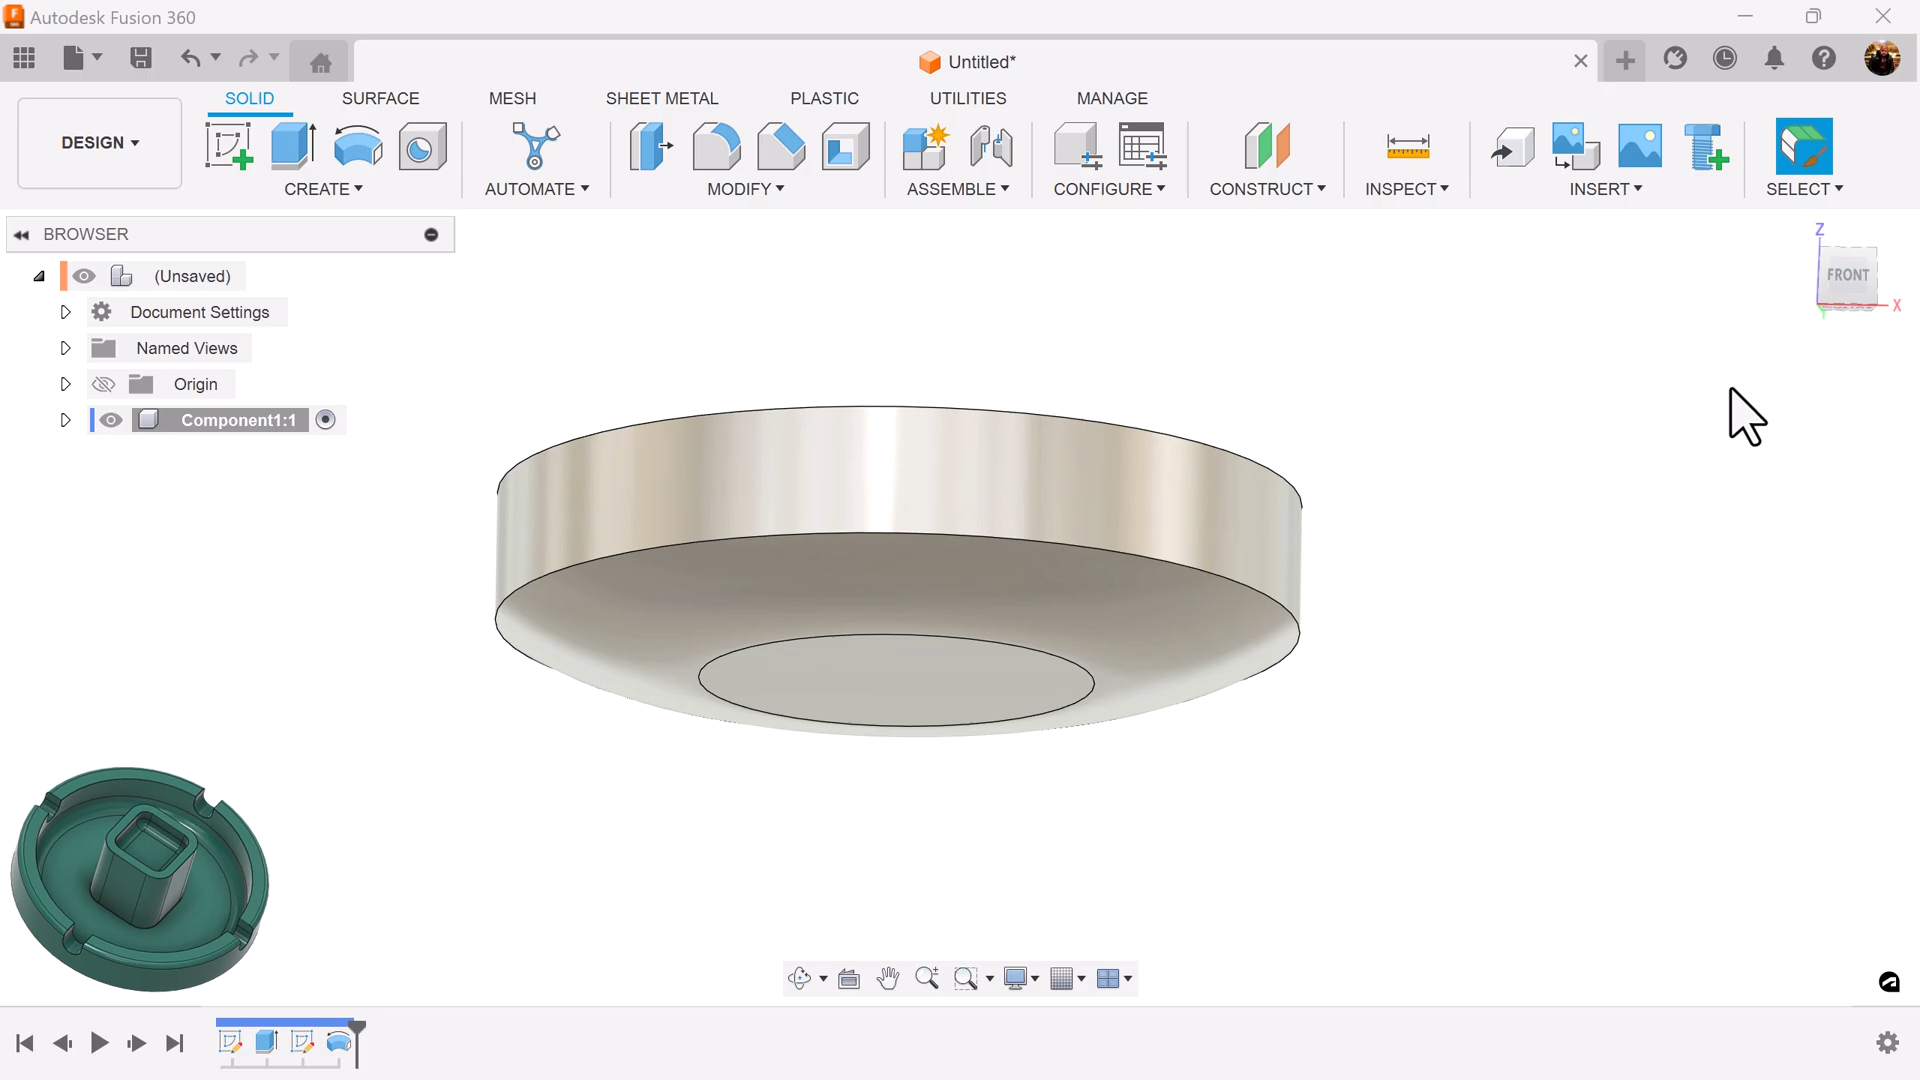 Autodesk Fusion 360
Untitled*
SOLID SURFACE MESH SHEET METAL PLASTIC UTILITIES MANAGE
DESIGN
CREATE AUTOMATE MODIFY ASSEMBLE CONFIGURE CONSTRUCT INSPECT INSERT SELECT
BROWSER
(Unsaved)
Document Settings
Named Views
Origin
Component1:1
Z
FRONT
X
Y